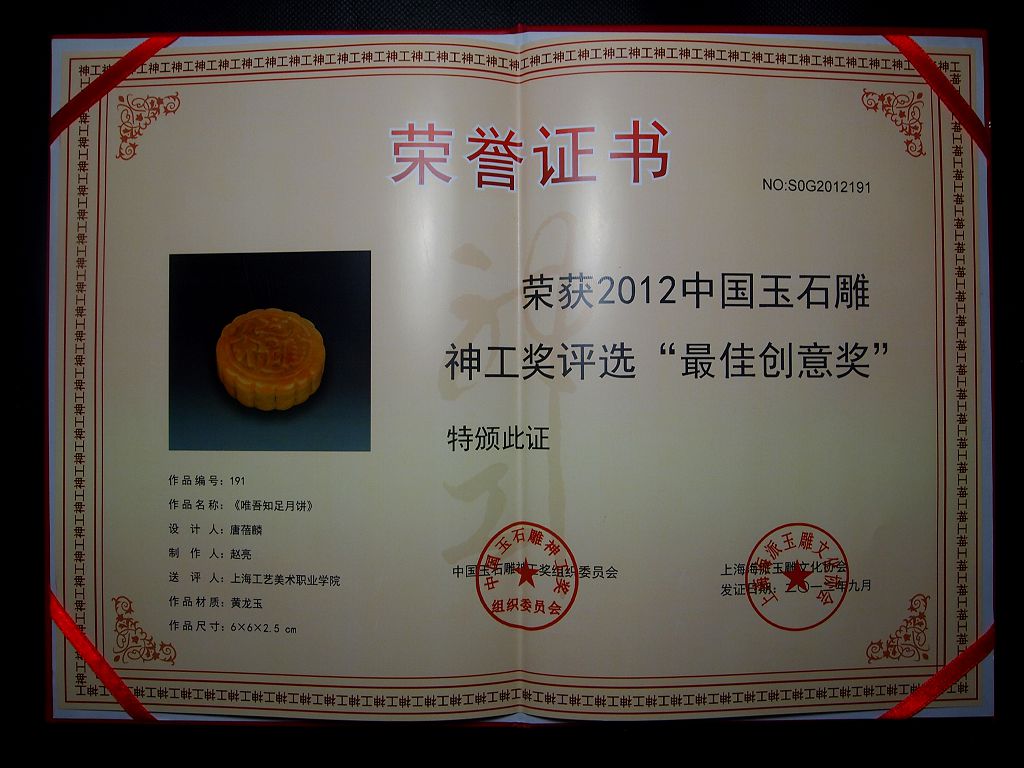 荣誉证书
NO:S0G2012191
荣获2012中国玉石雕
神工奖评选“最佳创意奖”
特颁此证
作品编号：191
作品名称：《唯吾知足月饼》
设计人：唐蓓麟
制作人：赵亮
送评人：上海工艺美术职业学院
作品材质：黄龙玉
作品尺寸：6×6×2.5 cm
中国玉石雕神工奖组织委员会
中国玉石雕神工奖
组织委员会
上海海派玉雕文化协会
发证日期：二〇一二年九月
上海海派玉雕文化协会
神工